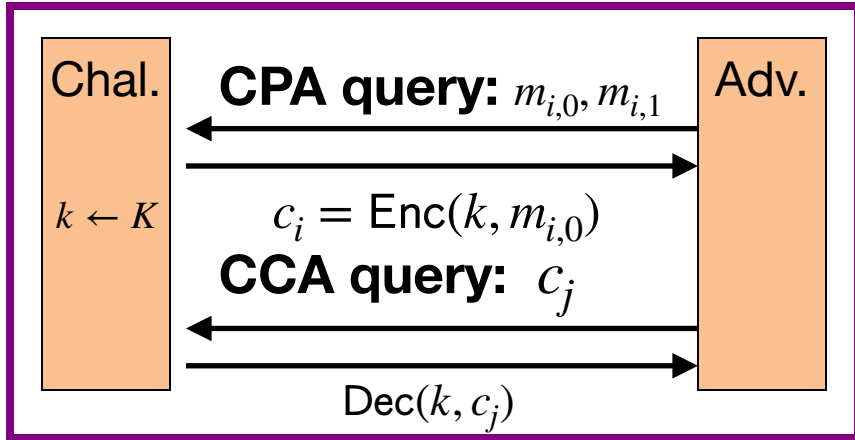 Chal.
CPA query: m_{i,0}, m_{i,1}
Adv.
k ← K
c_i = Enc(k, m_{i,0})
CCA query: c_j
Dec(k, c_j)